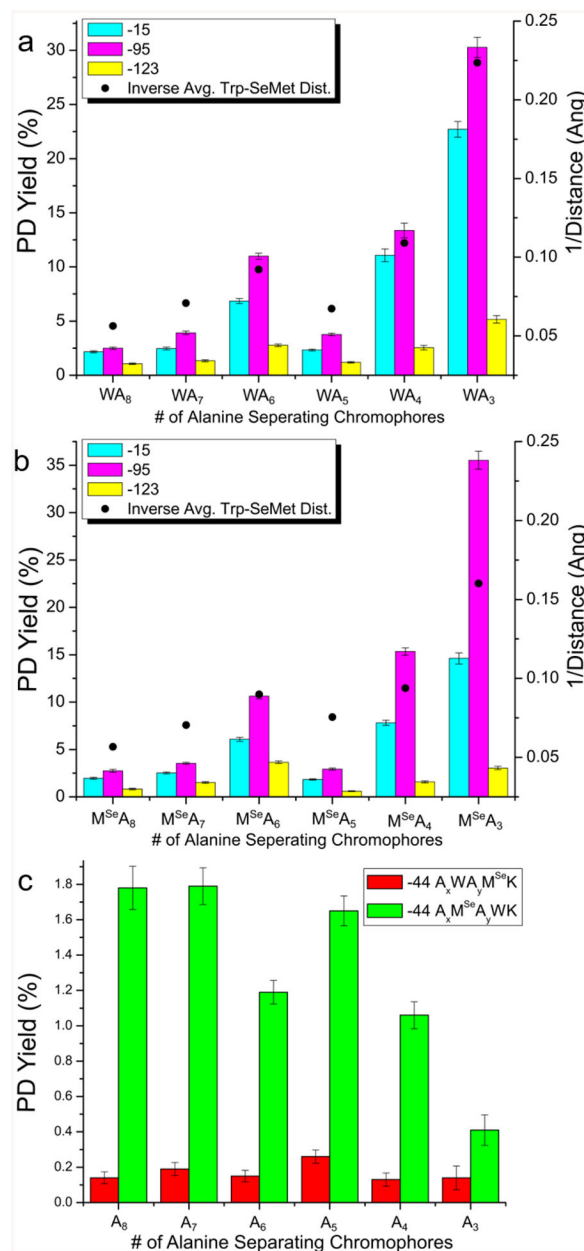 a
-15
-95
-123
Inverse Avg. Trp-SeMet Dist.
PD Yield (%)
30
25
20
15
10
5
0
1/Distance (Ang)
0.25
0.20
0.15
0.10
0.05
WA8 WA7 WA6 WA5 WA4 WA3
# of Alanine Seperating Chromophores
b
-15
-95
-123
Inverse Avg. Trp-SeMet Dist.
PD Yield (%)
35
30
25
20
15
10
5
0
1/Distance (Ang)
0.25
0.20
0.15
0.10
0.05
MSeA8 MSeA7 MSeA6 MSeA5 MSeA4 MSeA3
# of Alanine Seperating Chromophores
c
-44 AxWAyMSeK
-44 AxMSeAyWK
PD Yield (%)
1.8
1.6
1.4
1.2
1.0
0.8
0.6
0.4
0.2
0.0
A8 A7 A6 A5 A4 A3
# of Alanine Separating Chromophores